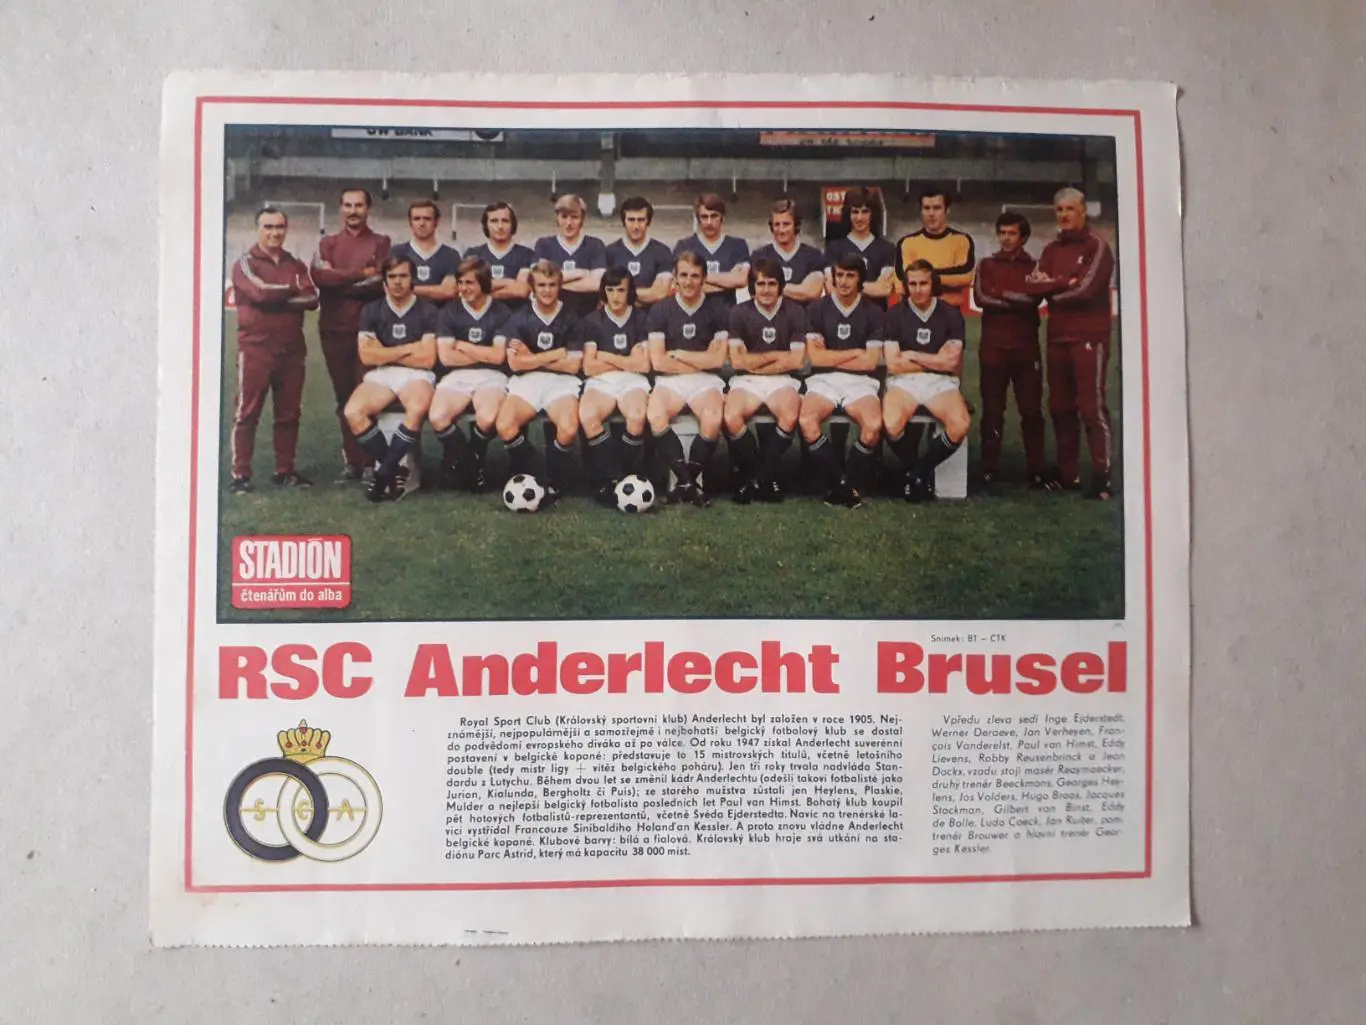 GW BANK
STADIÓN
čtenářům do alba
Snímek: BT – ČTK
RSC Anderlecht Brusel
S C A
Royal Sport Club (Královský sportovní klub) Anderlecht byl založen v roce 1905. Nej-
známější, nejpopulárnější a samozřejmě i nejbohatší belgický fotbalový klub se dostal
do podvědomí evropského diváka až po válce. Od roku 1947 získal Anderlecht suverénní
postavení v belgické kopané: představuje to 15 mistrovských titulů, včetně letošního
double (tedy mistr ligy + vítěz belgického poháru). Jen tři roky trvala nadvláda Stan-
dardu z Lutychu. Během dvou let se změnil kádr Anderlechtu (odešli takoví fotbalisté jako
Jurion, Kialunda, Bergholtz či Puis); ze starého mužstva zůstali jen Heylens, Plaskie,
Mulder a nejlepší belgický fotbalista posledních let Paul van Himst. Bohatý klub koupil
pět hotových fotbalistů-reprezentantů, včetně Švéda Ejderstedta. Navíc na trenérské la-
vici vystřídal Francouze Sinibaldiho Holanďan Kessler. A proto znovu vládne Anderlecht
belgické kopané. Klubové barvy: bílá a fialová. Královský klub hraje svá utkání na sta-
diónu Parc Astrid, který má kapacitu 38 000 míst.
Vpředu zleva sedí Inge Ejderstedt,
Werner Deraeve, Jan Verheyen, Fran-
çois Vanderelst, Paul van Himst, Eddy
Lievens, Robby Reusenbrinck a Jean
Dockx, vzadu stojí masér Raaymaecker,
druhý trenér Beeckmans, Georges Hey-
lens, Jos Volders, Hugo Broos, Jacques
Stockman, Gilbert van Binst, Eddy
de Bolle, Ludo Coeck, Jan Ruiter, pom.
trenér Brouwer a hlavní trenér Geor-
ges Kessler.